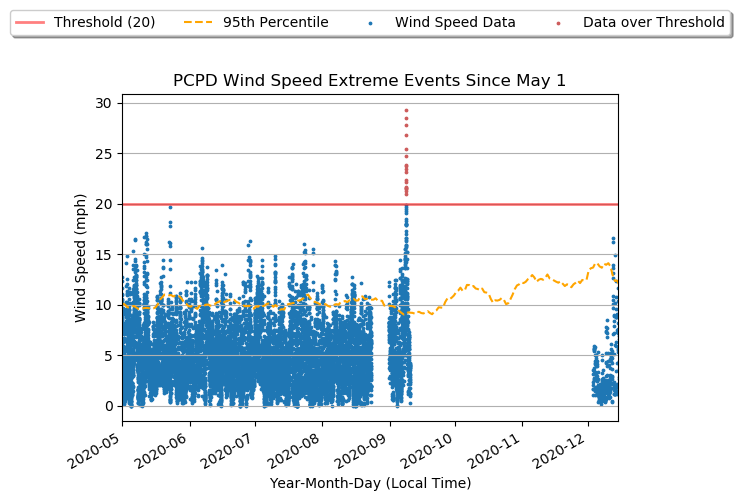 Threshold (20) 95th Percentile Wind Speed Data Data over Threshold
PCPD Wind Speed Extreme Events Since May 1
30
25
20
15
10
5
0
Wind Speed (mph)
2020-05 2020-06 2020-07 2020-08 2020-09 2020-10 2020-11 2020-12
Year-Month-Day (Local Time)